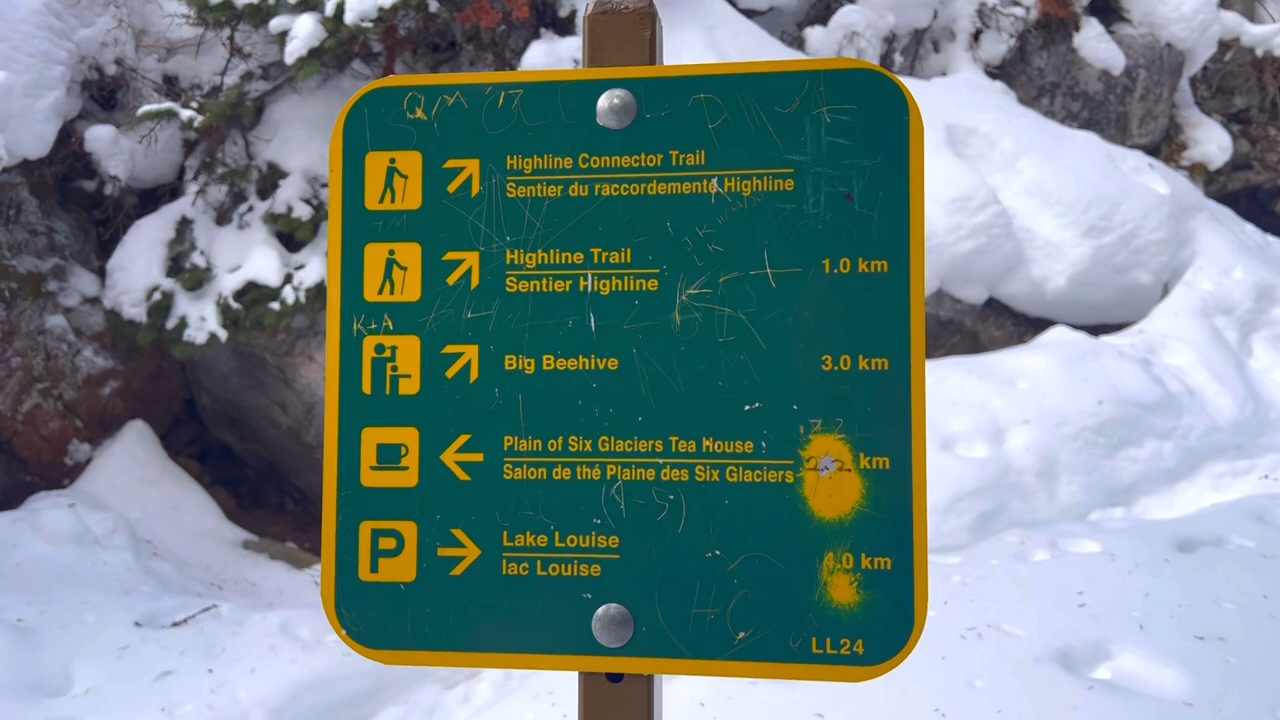 Highline Connector Trail
Sentier du raccordemente Highline
Highline Trail
Sentier Highline
1.0 km
K+A
Big Beehive
3.0 km
Plain of Six Glaciers Tea House
Salon de thé Plaine des Six Glaciers
km
P
Lake Louise
lac Louise
4.0 km
HC
LL24